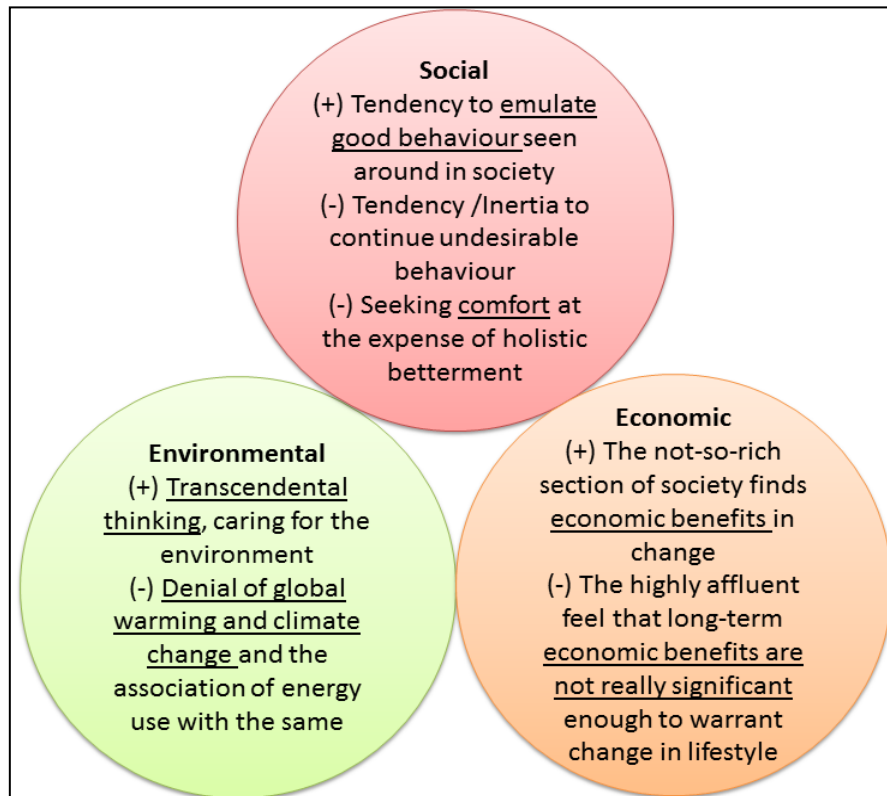 Social
(+) Tendency to emulate
good behaviour seen
around in society
(-) Tendency /Inertia to
continue undesirable
behaviour
(-) Seeking comfort at
the expense of holistic
betterment
Environmental
(+) Transcendental
thinking, caring for the
environment
(-) Denial of global
warming and climate
change and the
association of energy
use with the same
Economic
(+) The not-so-rich
section of society finds
economic benefits in
change
(-) The highly affluent
feel that long-term
economic benefits are
not really significant
enough to warrant
change in lifestyle